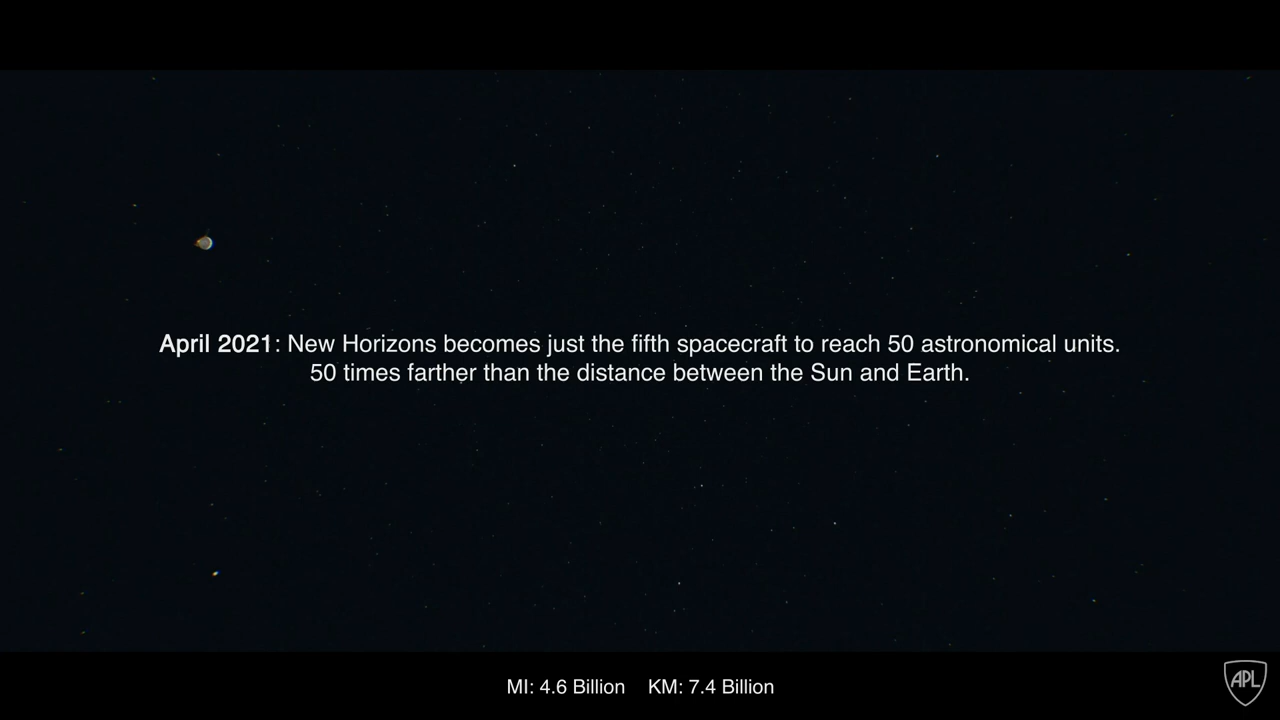 April 2021: New Horizons becomes just the fifth spacecraft to reach 50 astronomical units.
50 times farther than the distance between the Sun and Earth.
MI: 4.6 Billion KM: 7.4 Billion
APL